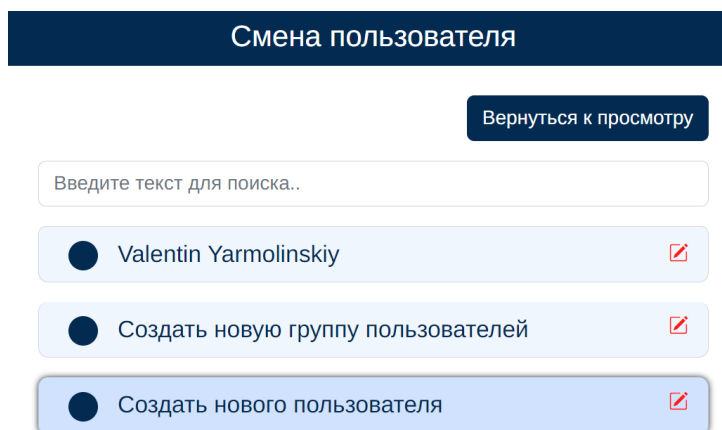 Смена пользователя
Вернуться к просмотру
Введите текст для поиска..
Valentin Yarmolinskiy
Создать новую группу пользователей
Создать нового пользователя